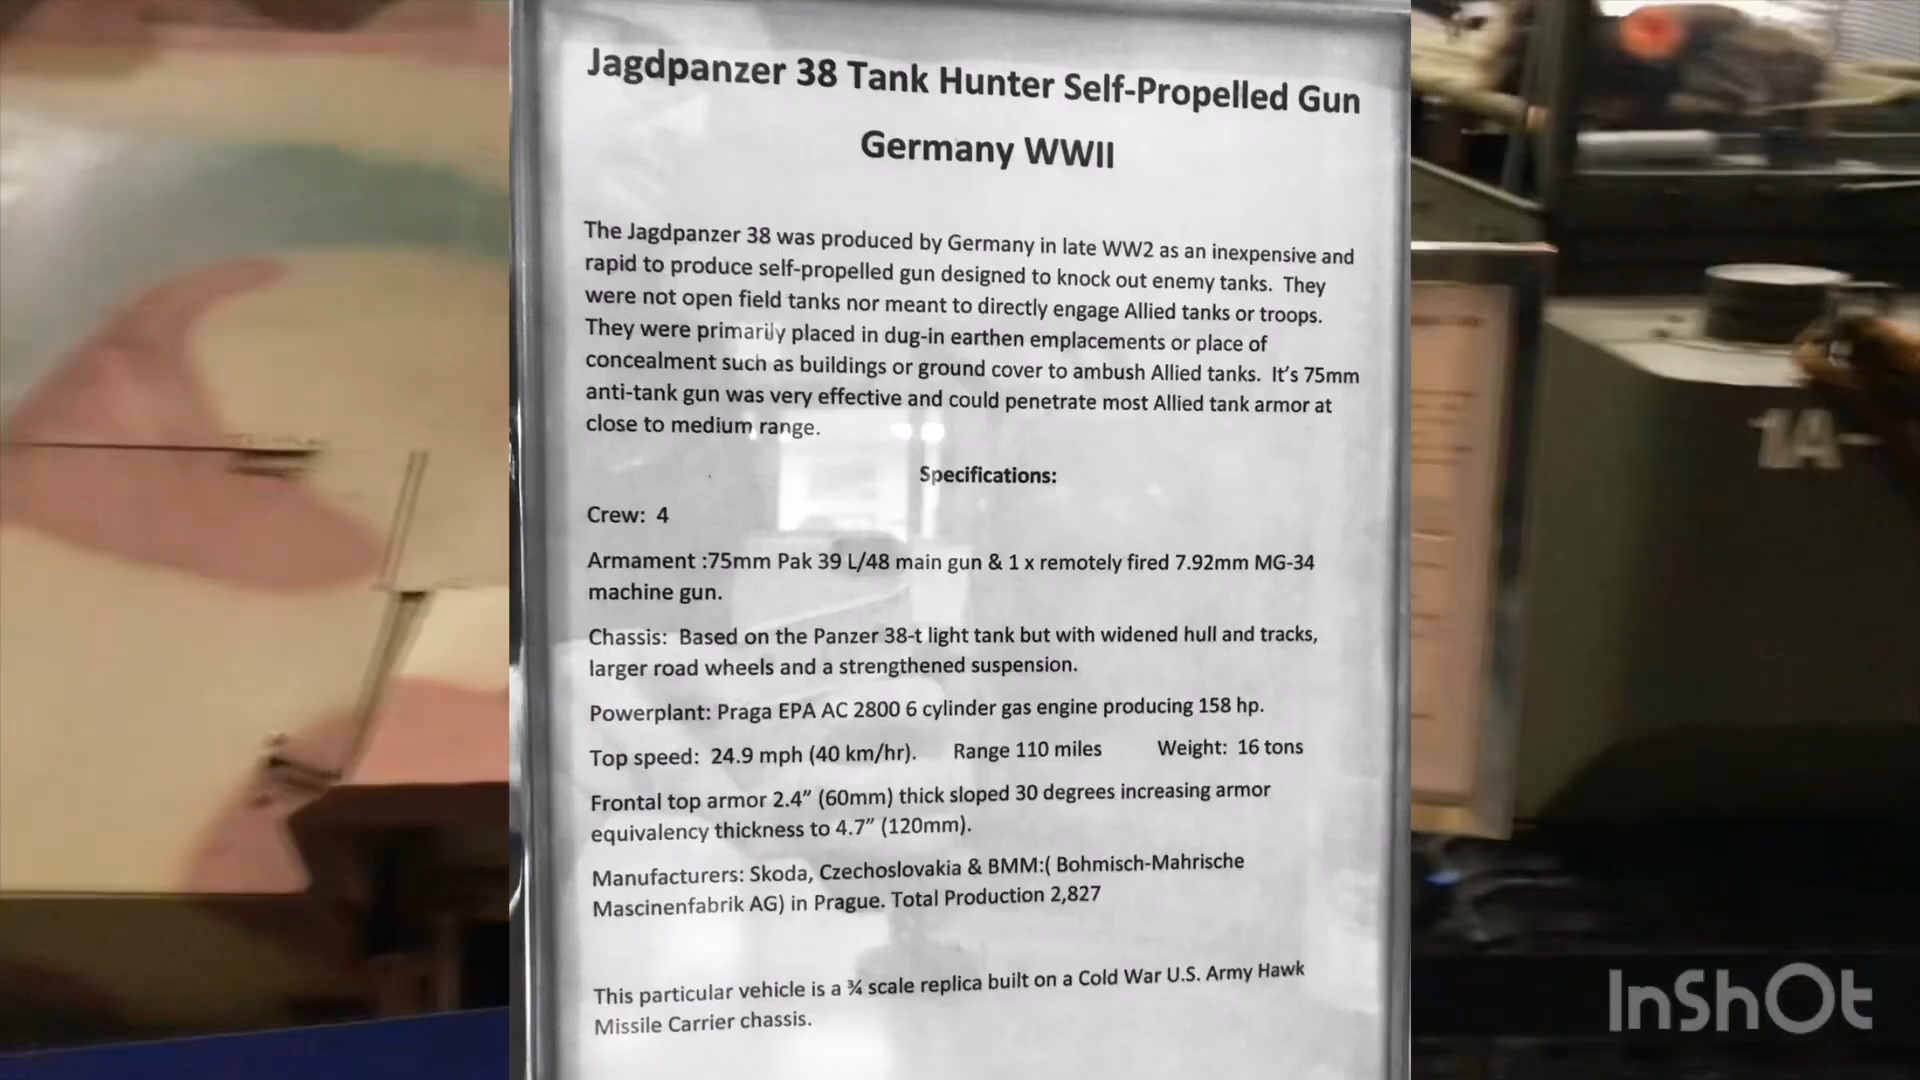 Jagdpanzer 38 Tank Hunter Self-Propelled Gun
Germany WWII
The Jagdpanzer 38 was produced by Germany in late WW2 as an inexpensive and
rapid to produce self-propelled gun designed to knock out enemy tanks. They
were not open field tanks nor meant to directly engage Allied tanks or troops.
They were primarily placed in dug-in earthen emplacements or place of
concealment such as buildings or ground cover to ambush Allied tanks. It's 75mm
anti-tank gun was very effective and could penetrate most Allied tank armor at
close to medium range.
Specifications:
Crew: 4
Armament :75mm Pak 39 L/48 main gun & 1 x remotely fired 7.92mm MG-34
machine gun.
Chassis: Based on the Panzer 38-t light tank but with widened hull and tracks,
larger road wheels and a strengthened suspension.
Powerplant: Praga EPA AC 2800 6 cylinder gas engine producing 158 hp.
Top speed: 24.9 mph (40 km/hr). Range 110 miles Weight: 16 tons
Frontal top armor 2.4" (60mm) thick sloped 30 degrees increasing armor
equivalency thickness to 4.7" (120mm).
Manufacturers: Skoda, Czechoslovakia & BMM:( Bohmisch-Mahrische
Mascinenfabrik AG) in Prague. Total Production 2,827
This particular vehicle is a ¾ scale replica built on a Cold War U.S. Army Hawk
Missile Carrier chassis.
1A-
InShOt